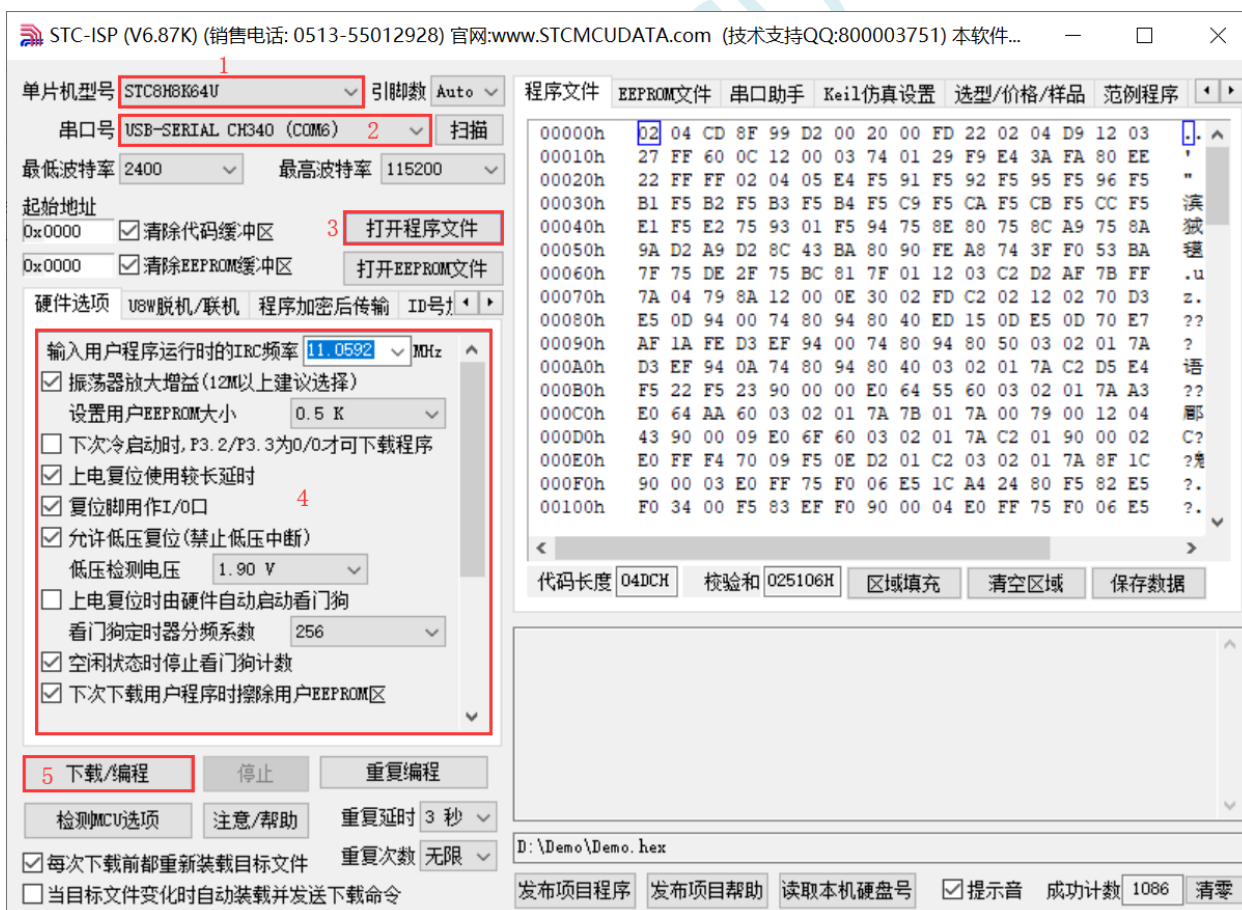 STC-ISP (V6.87K) (销售电话: 0513-55012928) 官网:www.STCMCUDATA.com (技术支持QQ:800003751) 本软件...
1
单片机型号 STC8H8K64U 引脚数 Auto
串口号 USB-SERIAL CH340 (COM6) 2 扫描
最低波特率 2400 最高波特率 115200
起始地址
0x0000 清除代码缓冲区 3 打开程序文件
0x0000 清除EEPROM缓冲区 打开EEPROM文件
硬件选项 U8W脱机/联机 程序加密后传输 ID号
输入用户程序运行时的IRC频率 11.0592 MHz
振荡器放大增益(12M以上建议选择)
设置用户EEPROM大小 0.5 K
下次冷启动时,P3.2/P3.3为0/0才可下载程序
上电复位使用较长延时
4
复位脚用作I/O口
允许低压复位(禁止低压中断)
低压检测电压 1.90 V
上电复位时由硬件自动启动看门狗
看门狗定时器分频系数 256
空闲状态时停止看门狗计数
下次下载用户程序时擦除用户EEPROM区
5 下载/编程 停止 重复编程
检测MCU选项 注意/帮助 重复延时 3 秒
每次下载前都重新装载目标文件 重复次数 无限
当目标文件变化时自动装载并发送下载命令
程序文件 EEPROM文件 串口助手 Keil仿真设置 选型/价格/样品 范例程序
00000h 02 04 CD 8F 99 D2 00 20 00 FD 22 02 04 D9 12 03 ..
00010h 27 FF 60 0C 12 00 03 74 01 29 F9 E4 3A FA 80 EE '
00020h 22 FF FF 02 04 05 E4 F5 91 F5 92 F5 95 F5 96 F5 "
00030h B1 F5 B2 F5 B3 F5 B4 F5 C9 F5 CA F5 CB F5 CC F5 滨
00040h E1 F5 E2 75 93 01 F5 94 75 8E 80 75 8C A9 75 8A
00050h 9A D2 A9 D2 8C 43 BA 80 90 FE A8 74 3F F0 53 BA
00060h 7F 75 DE 2F 75 BC 81 7F 01 12 03 C2 D2 AF 7B FF .u
00070h 7A 04 79 8A 12 00 0E 30 02 FD C2 02 12 02 70 D3 z.
00080h E5 0D 94 00 74 80 94 80 40 ED 15 0D E5 0D 70 E7 ??
00090h AF 1A FE D3 EF 94 00 74 80 94 80 50 03 02 01 7A ?
000A0h D3 EF 94 0A 74 80 94 80 40 03 02 01 7A C2 D5 E4 语
000B0h F5 22 F5 23 90 00 00 E0 64 55 60 03 02 01 7A A3 ??
000C0h E0 64 AA 60 03 02 01 7A 7B 01 7A 00 79 00 12 04
000D0h 43 90 00 09 E0 6F 60 03 02 01 7A C2 01 90 00 02 C?
000E0h E0 FF F4 70 09 F5 0E D2 01 C2 03 02 01 7A 8F 1C ?
000F0h 90 00 03 E0 FF 75 F0 06 E5 1C A4 24 80 F5 82 E5 ?.
00100h F0 34 00 F5 83 EF F0 90 00 04 E0 FF 75 F0 06 E5 ?.
代码长度 04DCH 校验和 025106H 区域填充 清空区域 保存数据
D:\Demo\Demo.hex
发布项目程序 发布项目帮助 读取本机硬盘号 提示音 成功计数 1086 清零